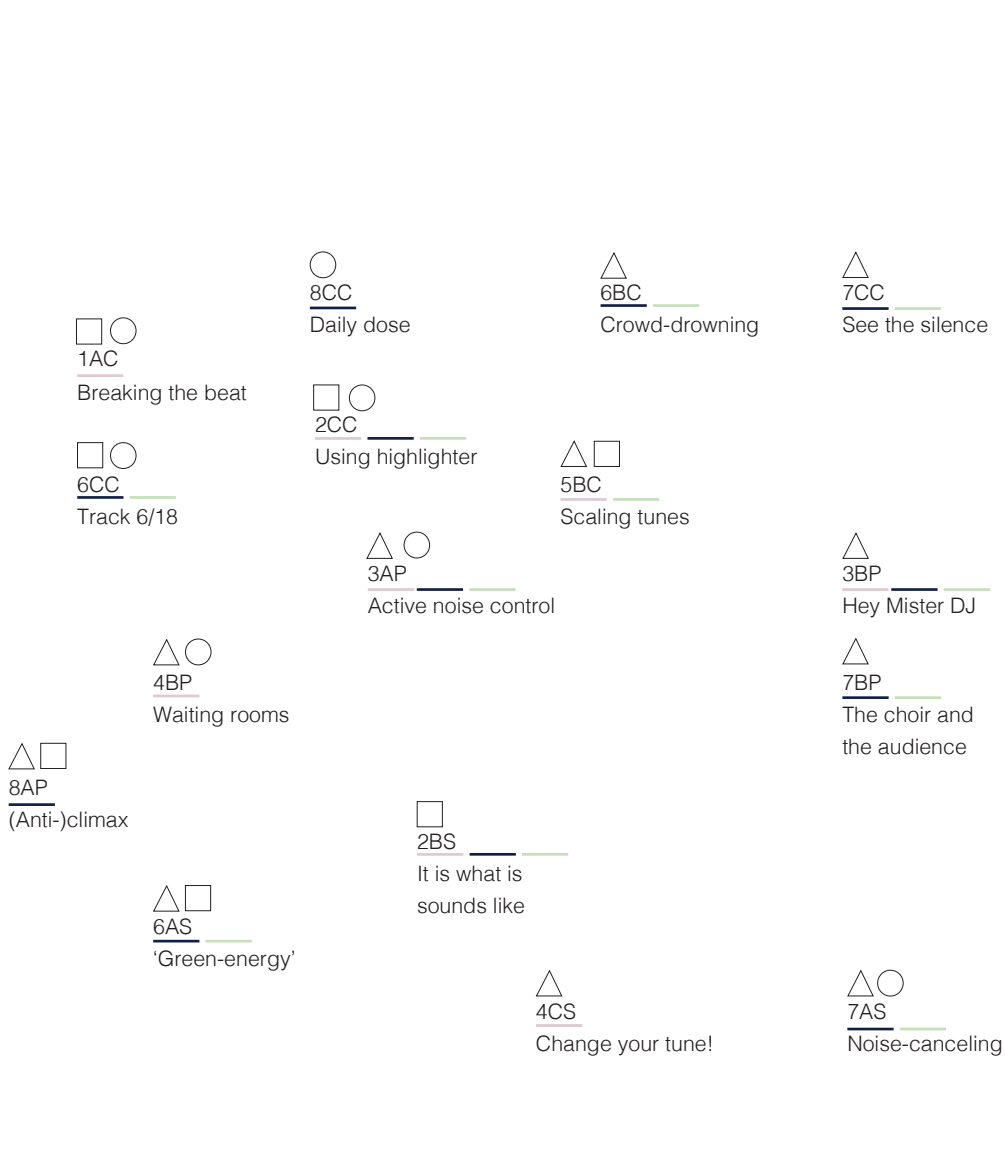 8CC
Daily dose
6BC
Crowd-drowning
7CC
See the silence
1AC
Breaking the beat
2CC
Using highlighter
6CC
Track 6/18
5BC
Scaling tunes
3AP
Active noise control
3BP
Hey Mister DJ
4BP
Waiting rooms
7BP
The choir and
the audience
8AP
(Anti-)climax
2BS
It is what is
sounds like
6AS
‘Green-energy’
4CS
Change your tune!
7AS
Noise-canceling